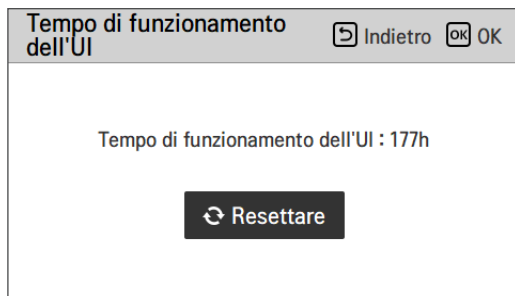 Tempo di funzionamento
dell'UI
Indietro OK OK
Tempo di funzionamento dell'UI : 177h
Resettare